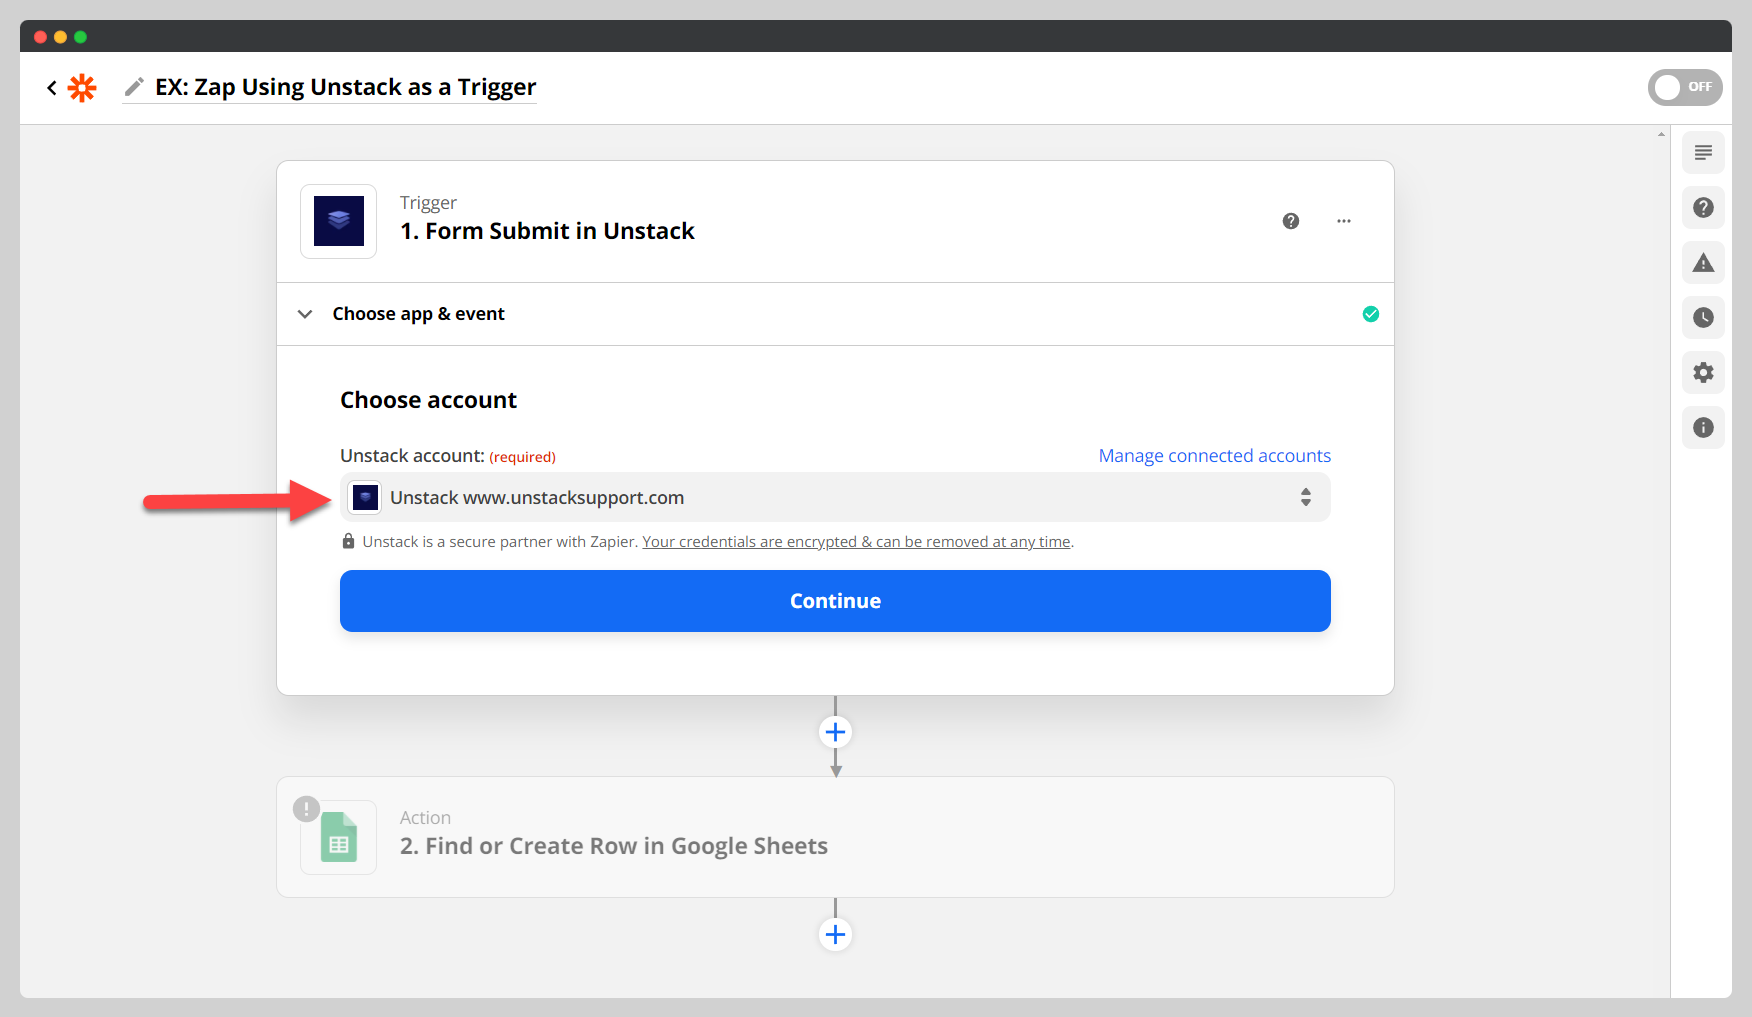 EX: Zap Using Unstack as a Trigger
OFF
Trigger
1. Form Submit in Unstack
Choose app & event
Choose account
Unstack account: (required)
Manage connected accounts
Unstack www.unstacksupport.com
Unstack is a secure partner with Zapier. Your credentials are encrypted & can be removed at any time.
Continue
Action
2. Find or Create Row in Google Sheets